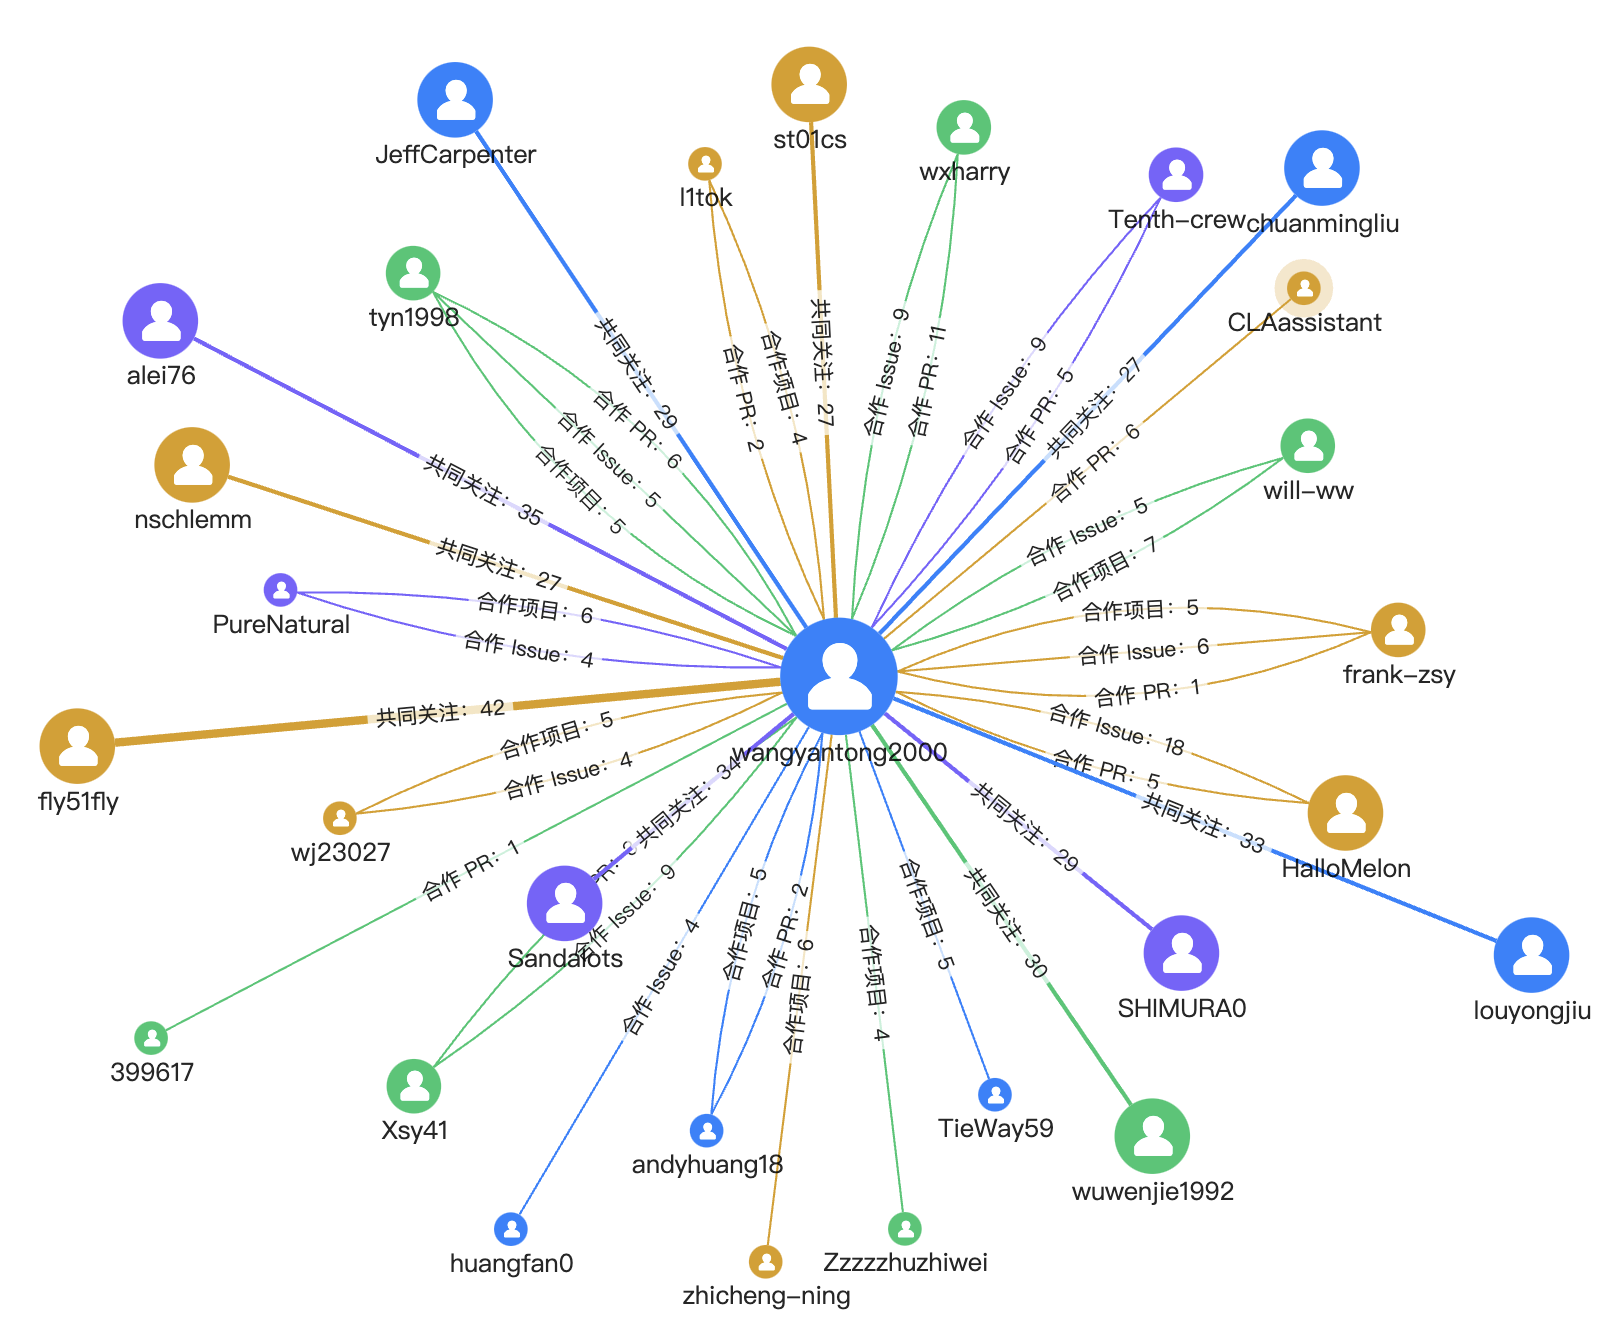 JeffCarpenter
st01cs
l1tok
wxharry
Tenth-crew
chuanmingliu
tyn1998
CLAassistant
alei76
共同关注：29
共同关注：27
合作 PR：2
合作项目：4
合作 Issue：9
合作 PR：11
合作 Issue：9
合作 PR：5
共同关注：27
合作 PR：6
合作 PR：6
合作 Issue：5
合作项目：5
共同关注：35
will-ww
nschlemm
合作 Issue：5
合作项目：7
共同关注：27
PureNatural
合作项目：6
合作 Issue：4
合作项目：5
合作 Issue：6
合作 PR：1
frank-zsy
共同关注：42
合作项目：5
合作 Issue：4
合作 Issue：18
合作 PR：5
共同关注：33
wangyantong2000
fly51fly
wj23027
HalloMelon
合作 PR：1
共同关注：34
合作 Issue：9
共同关注：29
Sandalots
合作 Issue：4
合作项目：5
合作 PR：2
合作项目：6
合作项目：4
合作项目：5
共同关注：30
SHIMURA0
louyongjiu
399617
Xsy41
andyhuang18
TieWay59
wuwenjie1992
huangfan0
zhicheng-ning
Zzzzzhuzhiwei